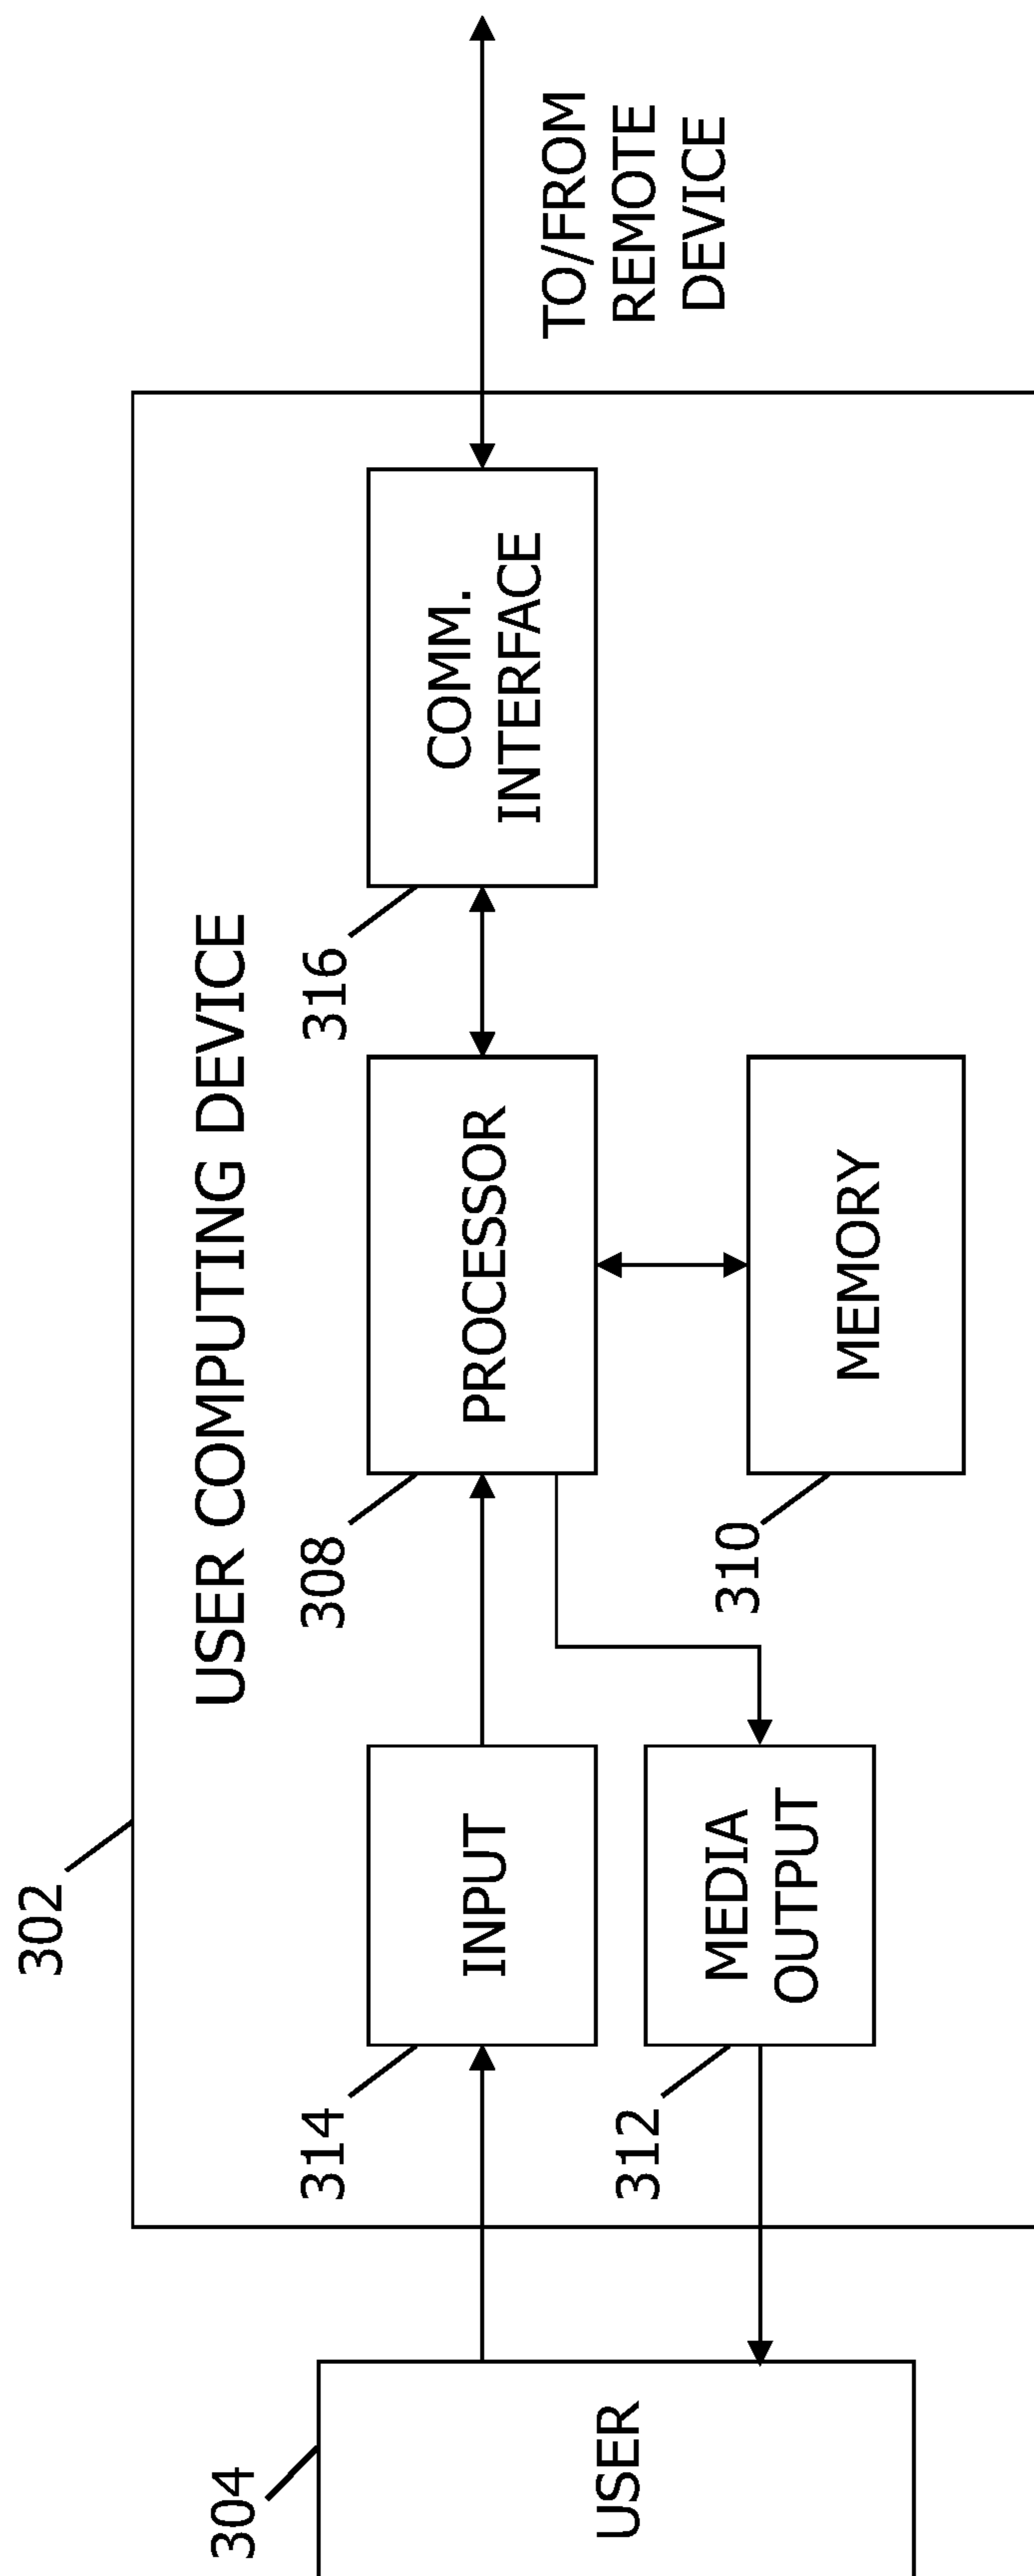 302
USER COMPUTING DEVICE
304
USER
314
INPUT
308
PROCESSOR
316
COMM.
INTERFACE
TO/FROM
REMOTE
DEVICE
312
MEDIA
OUTPUT
310
MEMORY